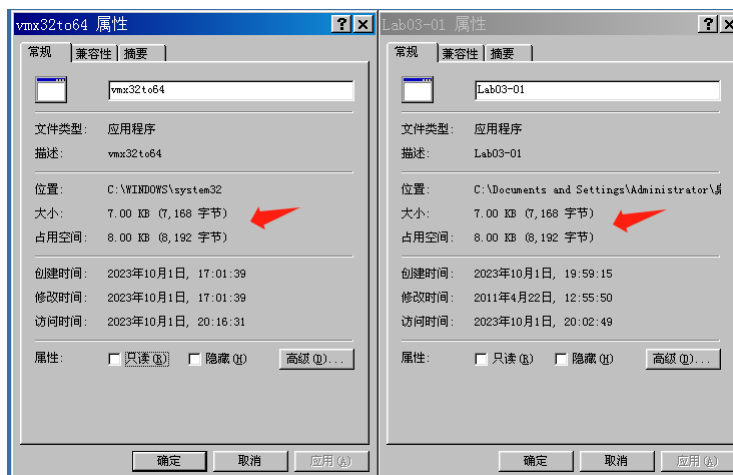 vmx32to64 属性
常规 兼容性 摘要
vmx32to64
文件类型: 应用程序
描述: vmx32to64
位置: C:\WINDOWS\system32
大小: 7.00 KB (7,168 字节)
占用空间: 8.00 KB (8,192 字节)
创建时间: 2023年10月1日, 17:01:39
修改时间: 2023年10月1日, 17:01:39
访问时间: 2023年10月1日, 20:16:31
属性: 只读(R) 隐藏(H) 高级(D)...
确定 取消 应用(A)
Lab03-01 属性
常规 兼容性 摘要
Lab03-01
文件类型: 应用程序
描述: Lab03-01
位置: C:\Documents and Settings\Administrator\
大小: 7.00 KB (7,168 字节)
占用空间: 8.00 KB (8,192 字节)
创建时间: 2023年10月1日, 19:59:15
修改时间: 2011年4月22日, 12:55:50
访问时间: 2023年10月1日, 20:02:49
属性: 只读(R) 隐藏(H) 高级(D)...
确定 取消 应用(A)